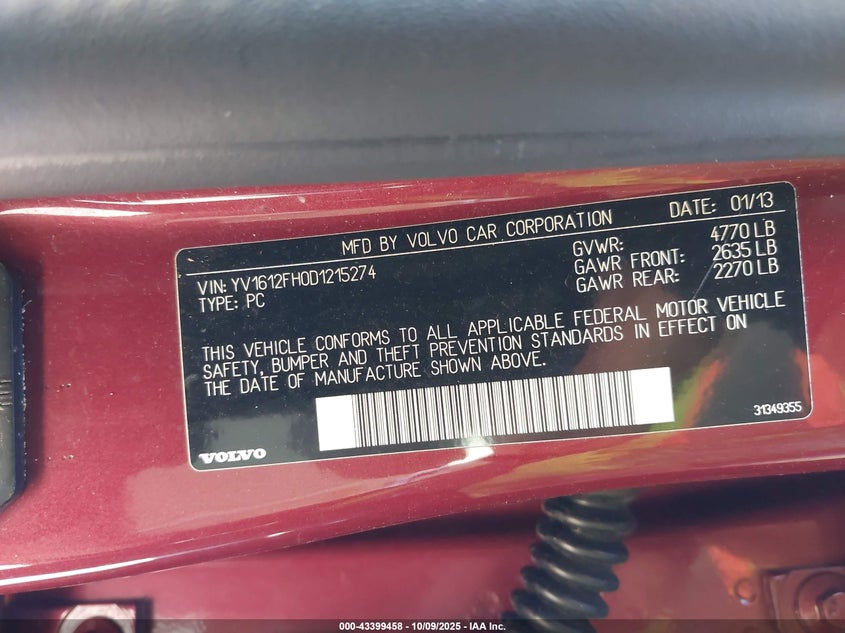 MFD BY VOLVO CAR CORPORATION DATE: 01/13
VIN: YV1612FH0D1215274
TYPE: PC
GVWR: 4770 LB
GAWR FRONT: 2635 LB
GAWR REAR: 2270 LB
THIS VEHICLE CONFORMS TO ALL APPLICABLE FEDERAL MOTOR VEHICLE
SAFETY, BUMPER AND THEFT PREVENTION STANDARDS IN EFFECT ON
THE DATE OF MANUFACTURE SHOWN ABOVE.
31349355
VOLVO
000-43399458 - 10/09/2025 - IAA Inc.